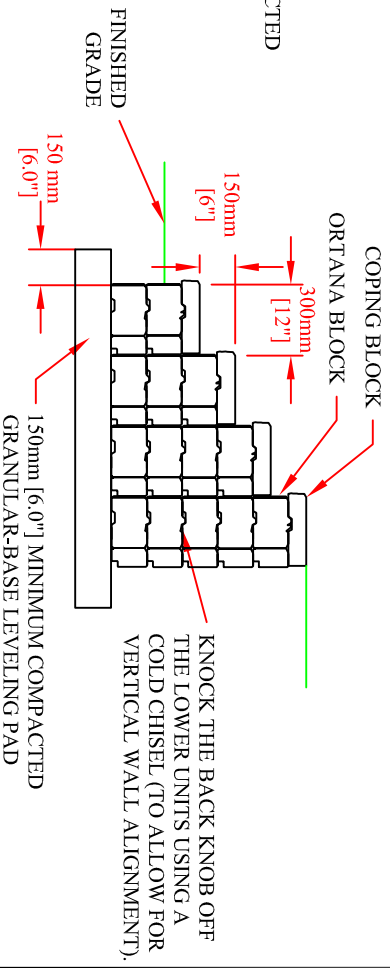 CTED
FINISHED
GRADE
COPING BLOCK
ORTANA BLOCK
150mm
[6"]
300mm
[12"]
150 mm
[6.0"]
KNOCK THE BACK KNOB OFF
THE LOWER UNITS USING A
COLD CHISEL (TO ALLOW FOR
VERTICAL WALL ALIGNMENT).
150mm [6.0"] MINIMUM COMPACTED
GRANULAR-BASE LEVELING PAD